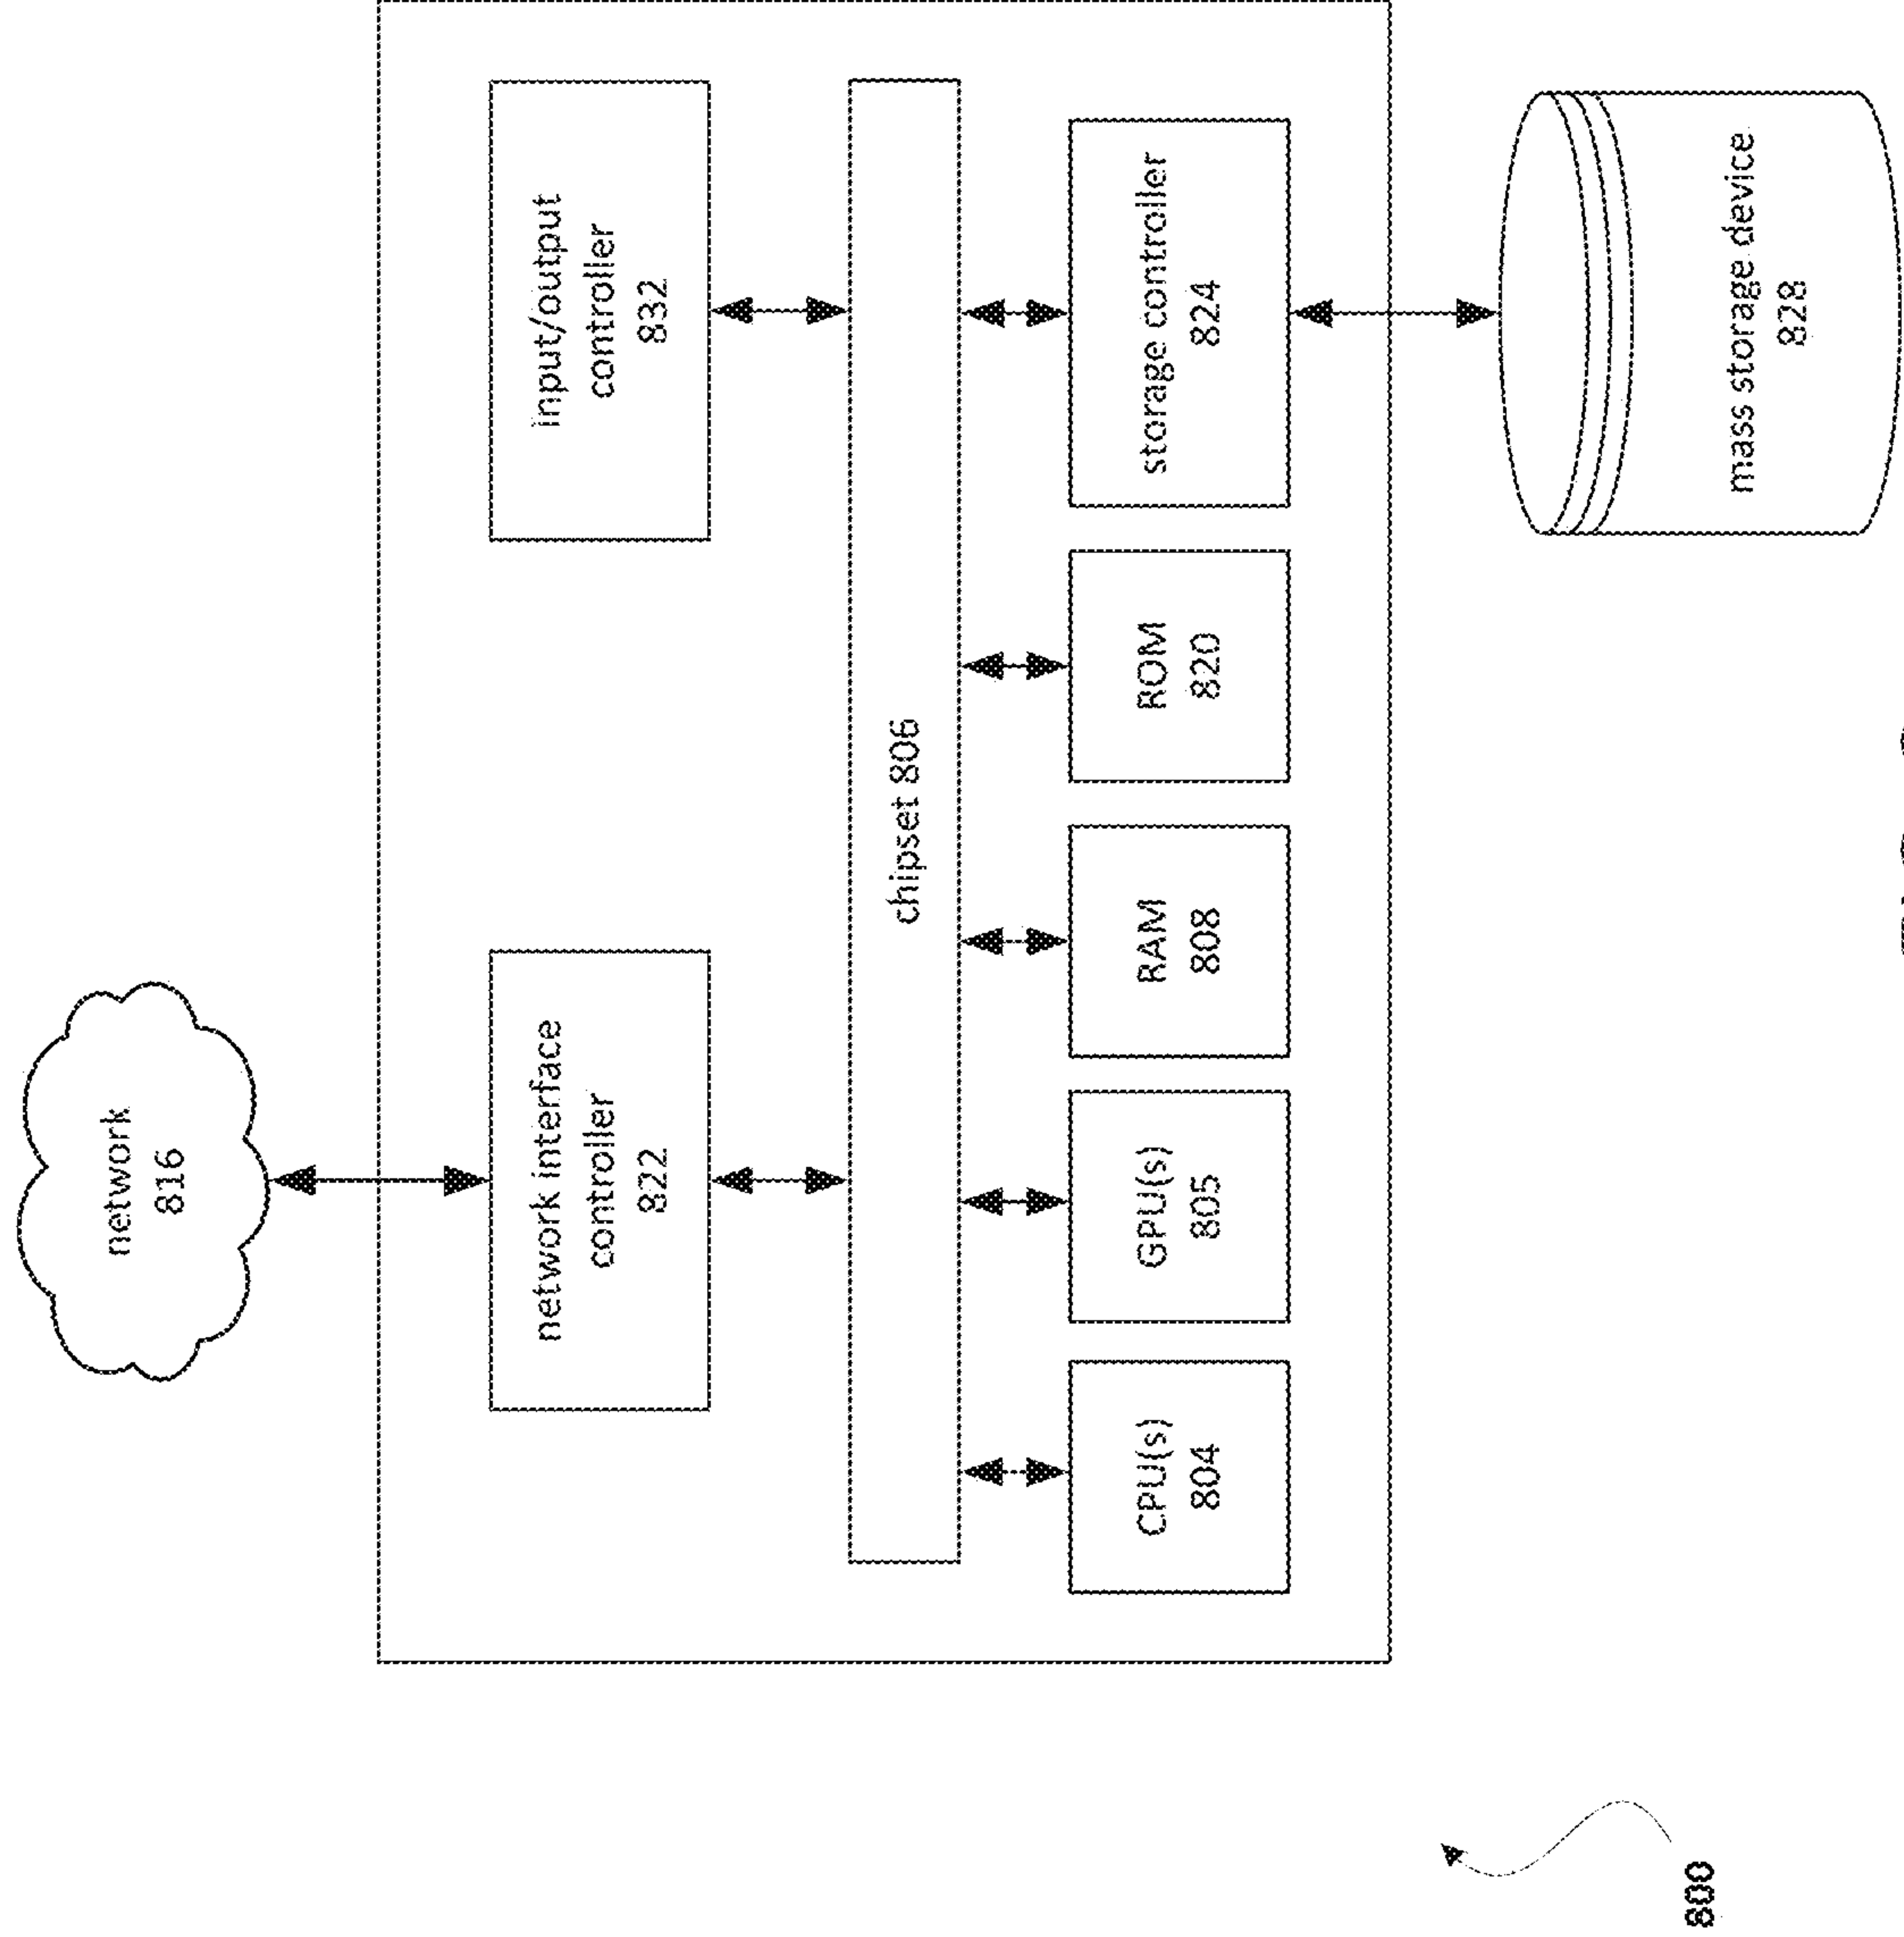 network
816
network interface
controller
822
input/output
controller
832
chipset 806
CPU(s)
804
GPU(s)
805
RAM
808
ROM
820
storage controller
824
mass storage device
828
800